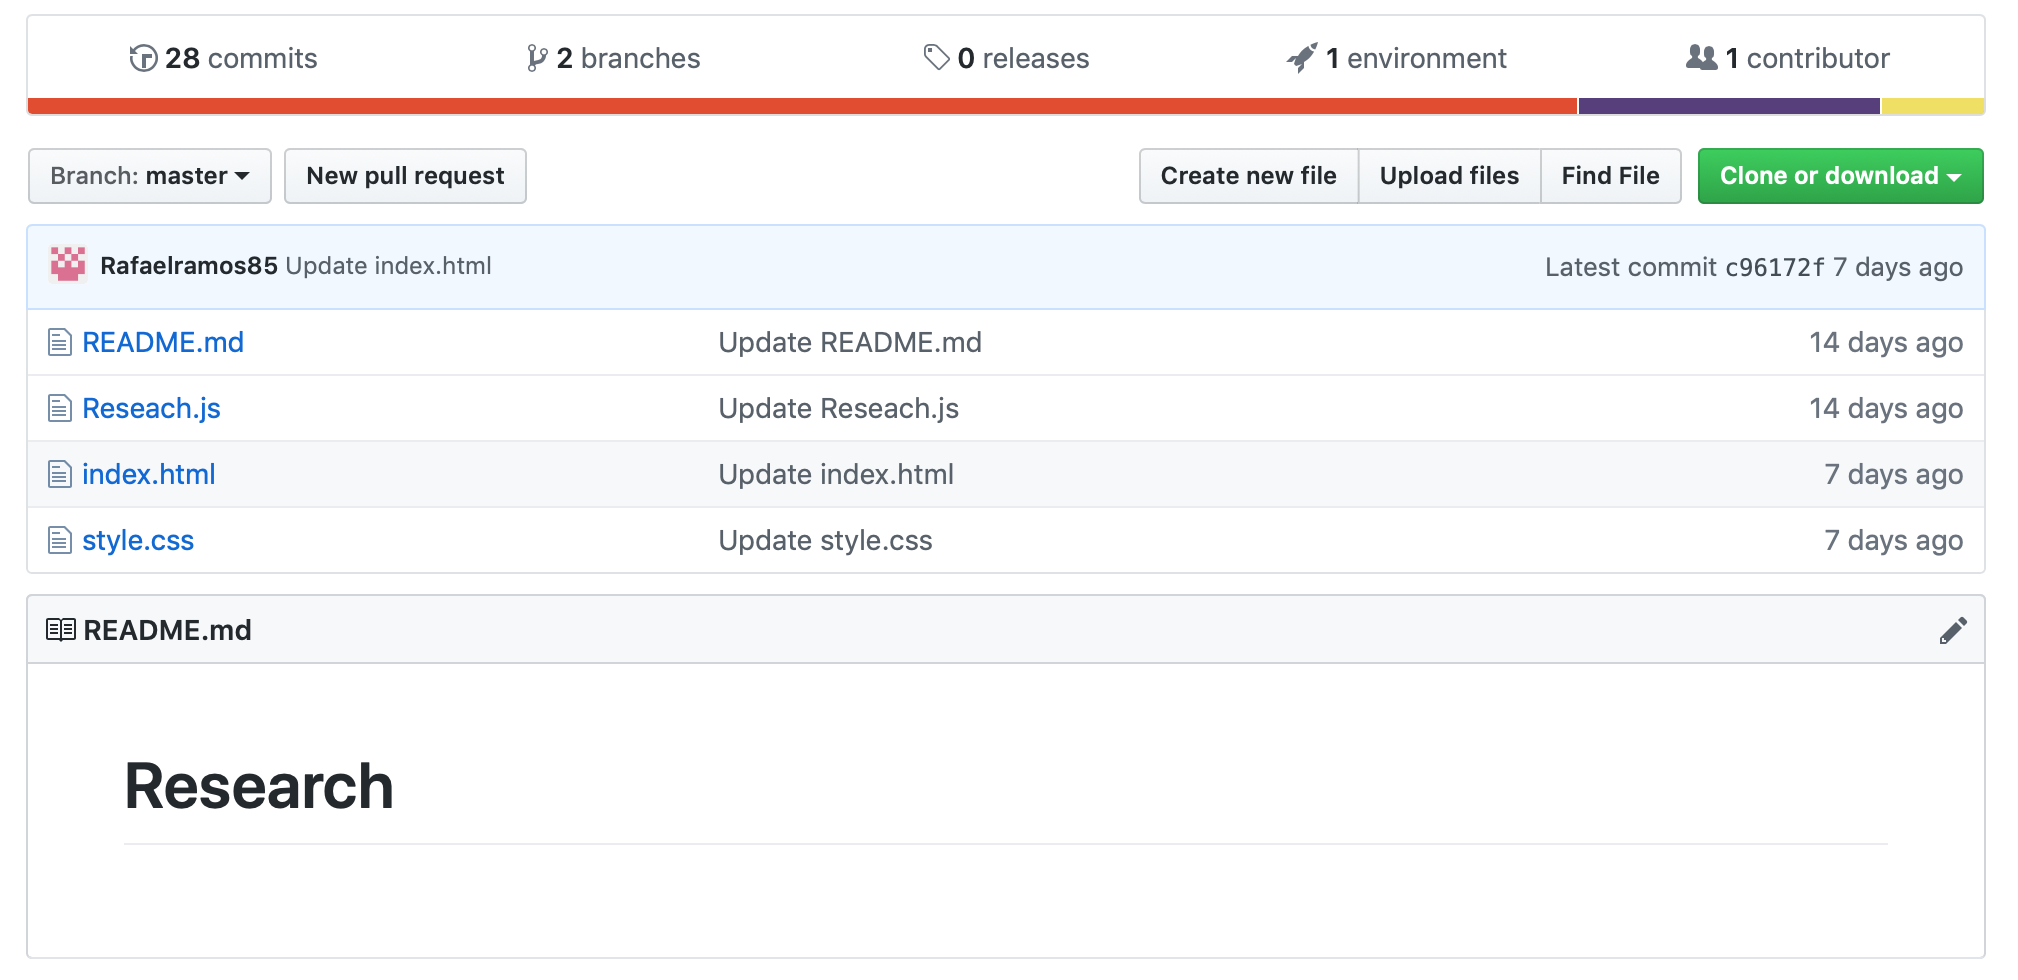 28 commits 2 branches 0 releases 1 environment 1 contributor
Branch: master New pull request Create new file Upload files Find File Clone or download
Rafaelramos85 Update index.html Latest commit c96172f 7 days ago
README.md Update README.md 14 days ago
Reseach.js Update Reseach.js 14 days ago
index.html Update index.html 7 days ago
style.css Update style.css 7 days ago
README.md
Research